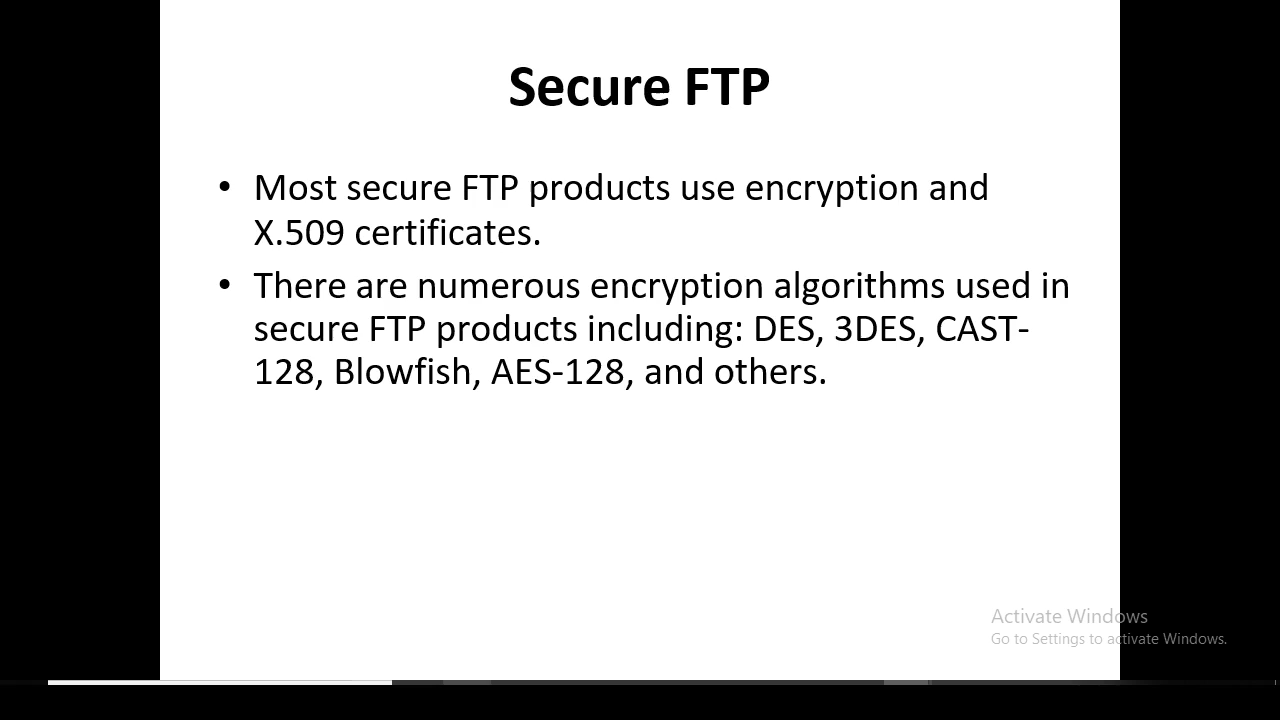 Secure FTP
• Most secure FTP products use encryption and
X.509 certificates.
• There are numerous encryption algorithms used in
secure FTP products including: DES, 3DES, CAST-
128, Blowfish, AES-128, and others.
Activate Windows
Go to Settings to activate Windows.